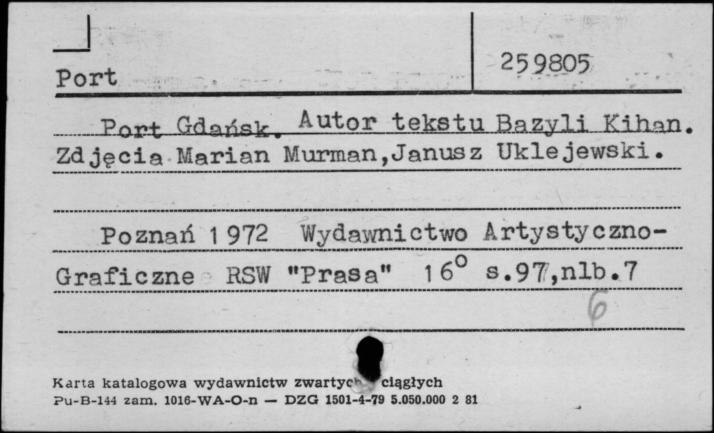 259805
Port
Port Gdańsk. Autor tekstu Bazyli Kihan.
Zdjęcia Marian Murman,Janusz Uklejewski.
Poznań 1972 Wydawnictwo Artystyczno-
Graficzne RSW "Prasa" 16° s.97,nlb.7
6
Karta katalogowa wydawnictw ciągłych
Pu-B-144 zam. 1016-WA-O-n — DZG 1501-4-79 5.050.000 2 81